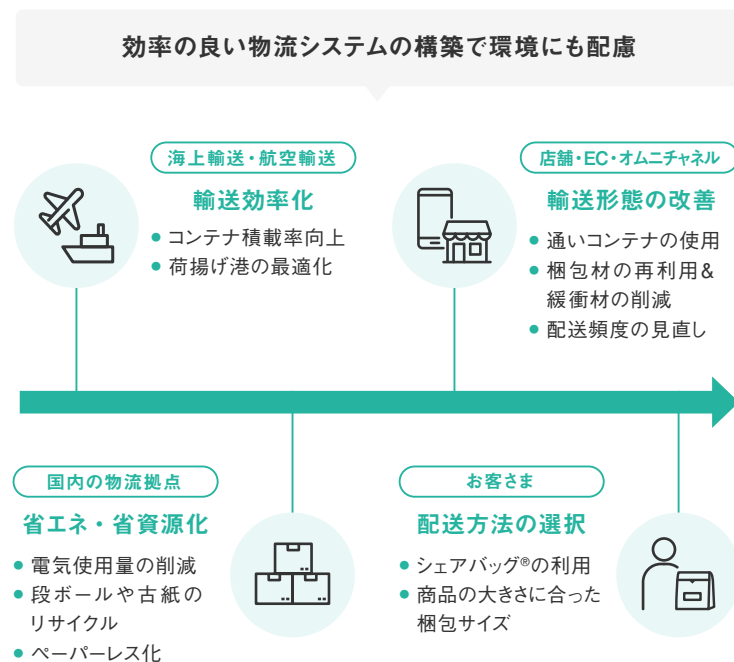 効率の良い物流システムの構築で環境にも配慮
海上輸送・航空輸送
輸送効率化
● コンテナ積載率向上
● 荷揚げ港の最適化
店舗・EC・オムニチャネル
輸送形態の改善
● 通いコンテナの使用
● 梱包材の再利用&
緩衝材の削減
● 配送頻度の見直し
国内の物流拠点
省エネ・省資源化
● 電気使用量の削減
● 段ボールや古紙の
リサイクル
● ペーパーレス化
お客さま
配送方法の選択
● シェアバッグ®の利用
● 商品の大きさに合った
梱包サイズ